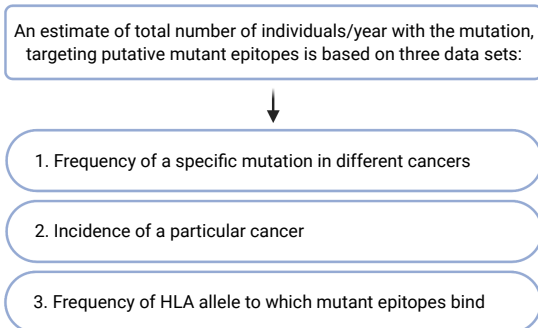 An estimate of total number of individuals/year with the mutation,
targeting putative mutant epitopes is based on three data sets:
1. Frequency of a specific mutation in different cancers
2. Incidence of a particular cancer
3. Frequency of HLA allele to which mutant epitopes bind